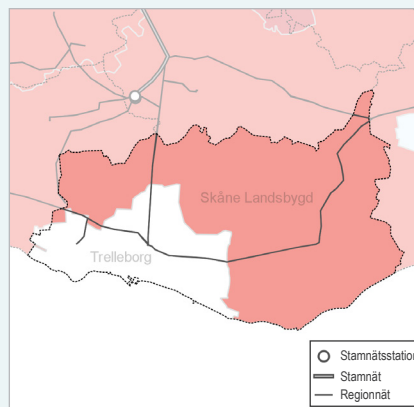 Skåne Landsbygd
Trelleborg
Stamnätsstation
Stamnät
Regionnät